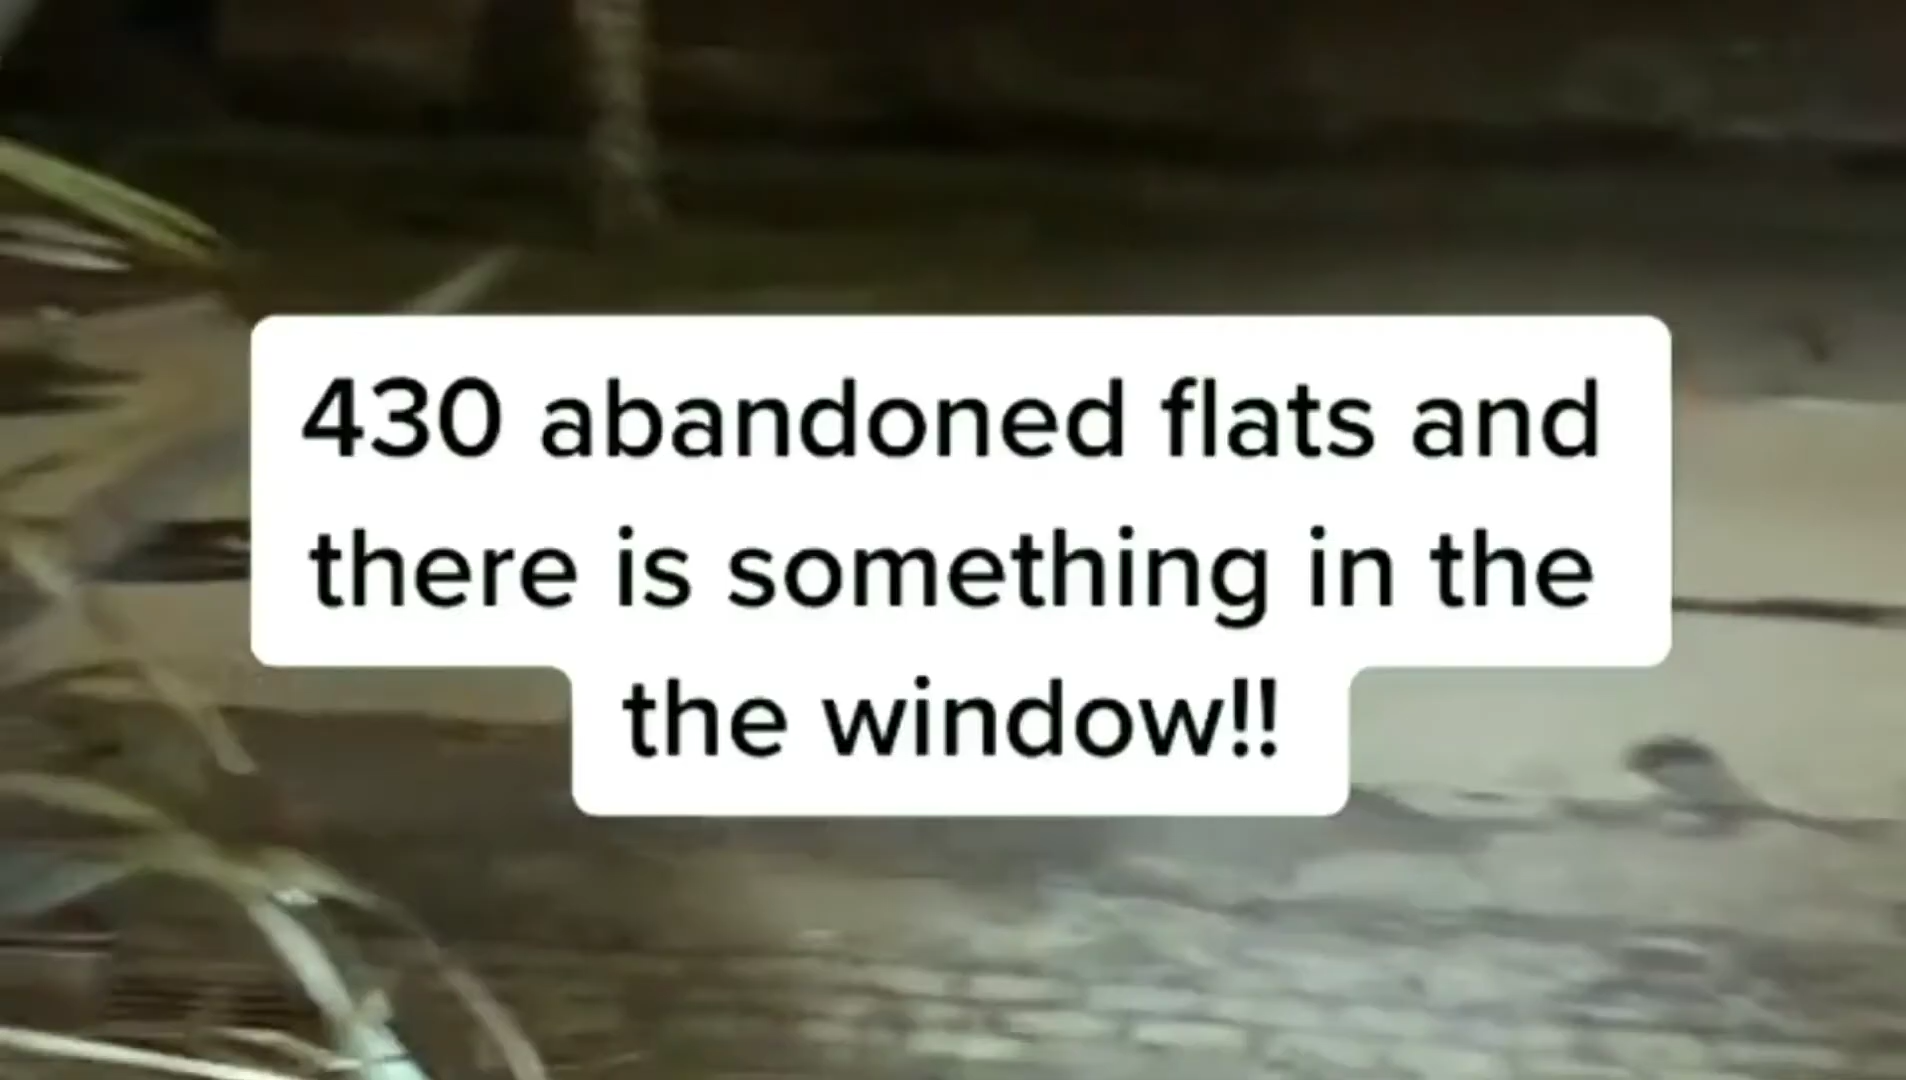 430 abandoned flats and
there is something in the
the window!!